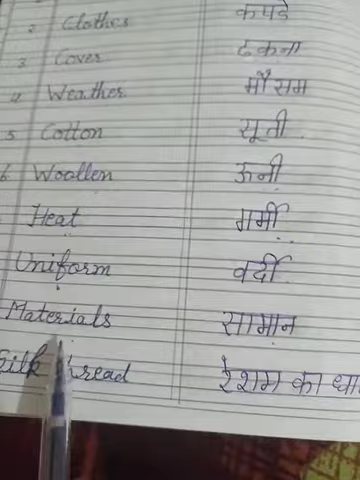 2 Clothes कपडे
3 Cover ढकना
4 Weather मौसम
5 Cotton सूती
6 Woollen ऊनी
Heat गर्मी
Uniform वर्दी
Materials सामान
Silk thread रेशम का धा